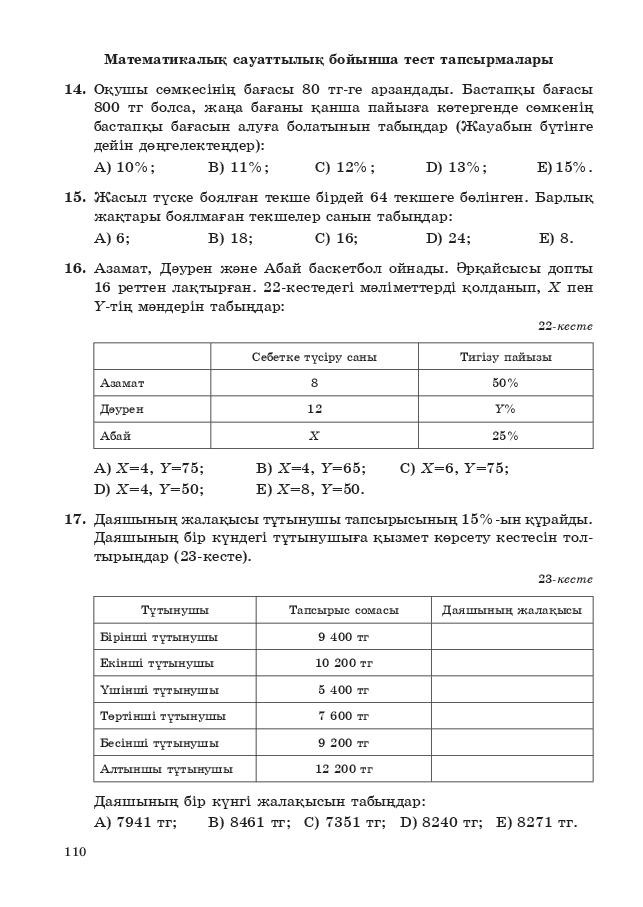 Математикалық сауаттылық бойынша тест тапсырмалары
14. Оқушы сөмкесінің бағасы 80 тг-ге арзандады. Бастапқы бағасы
800 тг болса, жаңа бағаны қанша пайызға көтергенде сөмкенің
бастапқы бағасын алуға болатынын табыңдар (Жауабын бүтінге
дейін дөңгелектеңдер):
A) 10%; B) 11%; C) 12%; D) 13%; E) 15%.
15. Жасыл түске боялған текше бірдей 64 текшеге бөлінген. Барлық
жақтары боялмаған текшелер санын табыңдар:
A) 6; B) 18; C) 16; D) 24; E) 8.
16. Азамат, Дәурен және Абай баскетбол ойнады. Әрқайсысы допты
16 реттен лақтырған. 22-кестедегі мәліметтерді қолданып, X пен
Y-тің мәндерін табыңдар:
22-кесте
Себетке түсіру саны Тигізу пайызы
Азамат 8 50%
Дәурен 12 Y%
Абай X 25%
A) X=4, Y=75; B) X=4, Y=65; C) X=6, Y=75;
D) X=4, Y=50; E) X=8, Y=50.
17. Даяшының жалақысы тұтынушы тапсырысының 15%-ын құрайды.
Даяшының бір күндегі тұтынушыға қызмет көрсету кестесін тол-
тырыңдар (23-кесте).
23-кесте
Тұтынушы Тапсырыс сомасы Даяшының жалақысы
Бірінші тұтынушы 9 400 тг
Екінші тұтынушы 10 200 тг
Үшінші тұтынушы 5 400 тг
Төртінші тұтынушы 7 600 тг
Бесінші тұтынушы 9 200 тг
Алтыншы тұтынушы 12 200 тг
Даяшының бір күнгі жалақысын табыңдар:
A) 7941 тг; B) 8461 тг; C) 7351 тг; D) 8240 тг; E) 8271 тг.
110